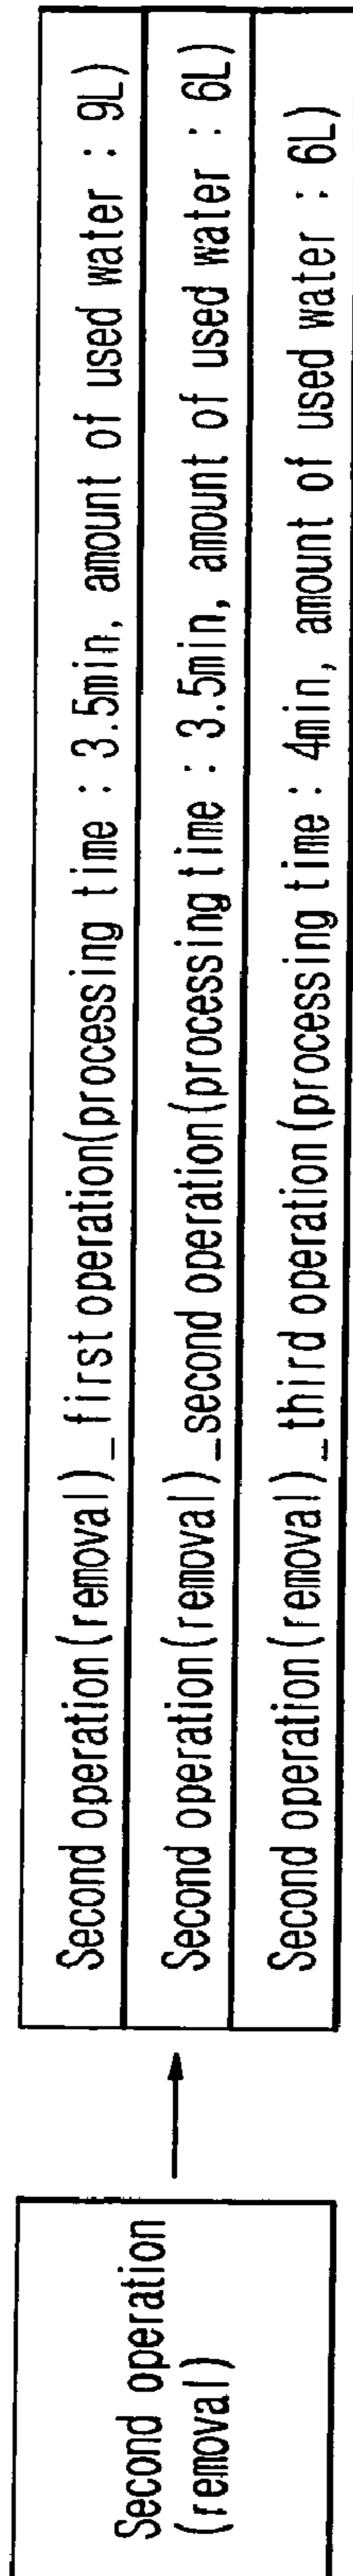 Second operation
(removal)
Second operation(removal)_first operation(processing time : 3.5min, amount of used water : 9L)
Second operation(removal)_second operation(processing time : 3.5min, amount of used water : 6L)
Second operation(removal)_third operation(processing time : 4min, amount of used water : 6L)